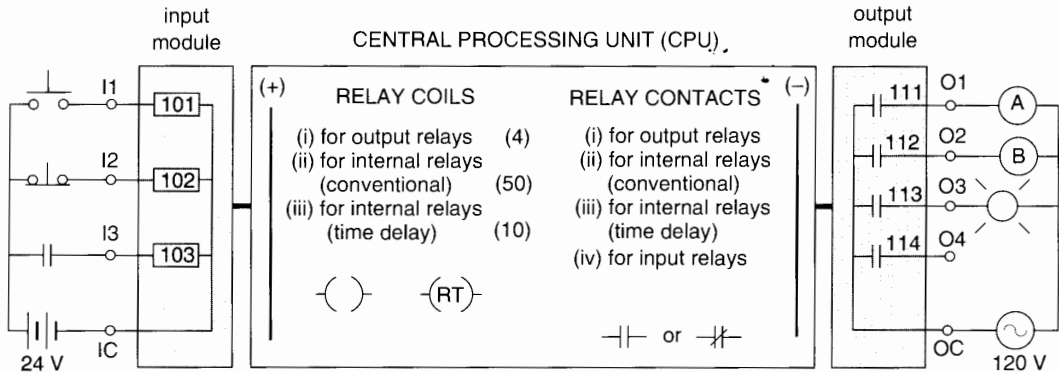 input
module
output
module
CENTRAL PROCESSING UNIT (CPU)
I1
101
(+)
RELAY COILS
RELAY CONTACTS
(−)
111
O1
A
(i) for output relays (4)
(ii) for internal relays
(conventional) (50)
(iii) for internal relays
(time delay) (10)
(i) for output relays
(ii) for internal relays
(conventional)
(iii) for internal relays
(time delay)
(iv) for input relays
I2
102
112
O2
B
113
O3
I3
103
114
O4
( )
(RT)
or
IC
24 V
OC
120 V